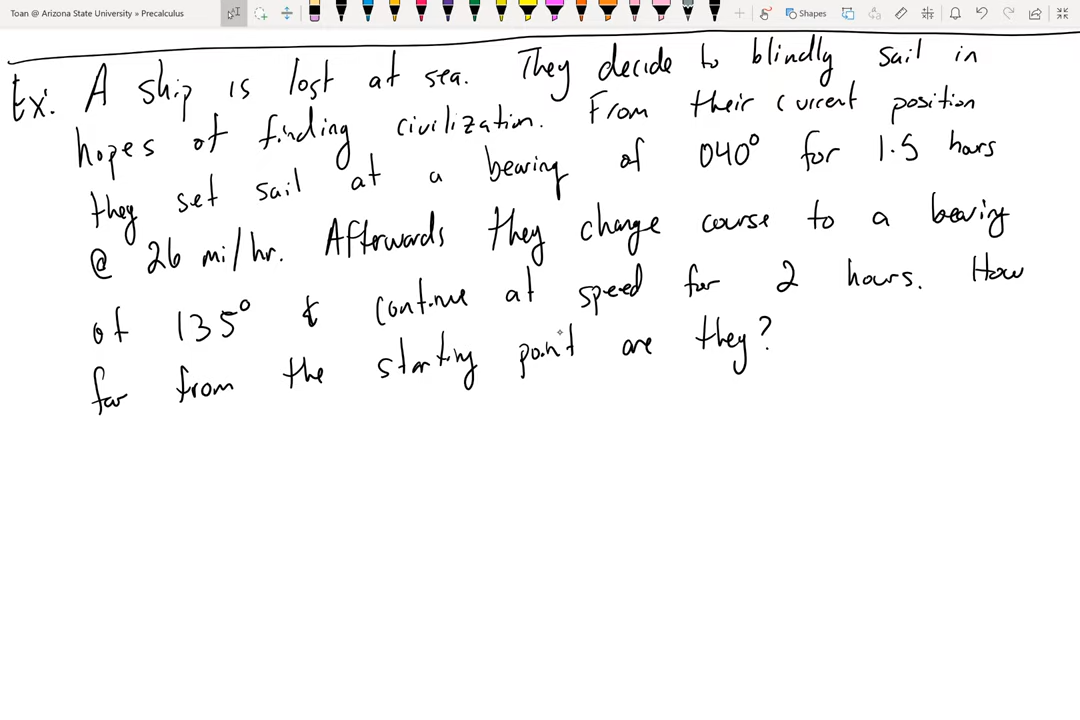 Toan @ Arizona State University » Precalculus
Shapes
Ex: A ship is lost at sea. They decide to blindly sail in
hopes of finding civilization. From their current position
they set sail at a bearing of 040° for 1.5 hours
@ 26 mi/hr. Afterwards they change course to a bearing
of 135° & continue at speed for 2 hours. How
far from the starting point are they?